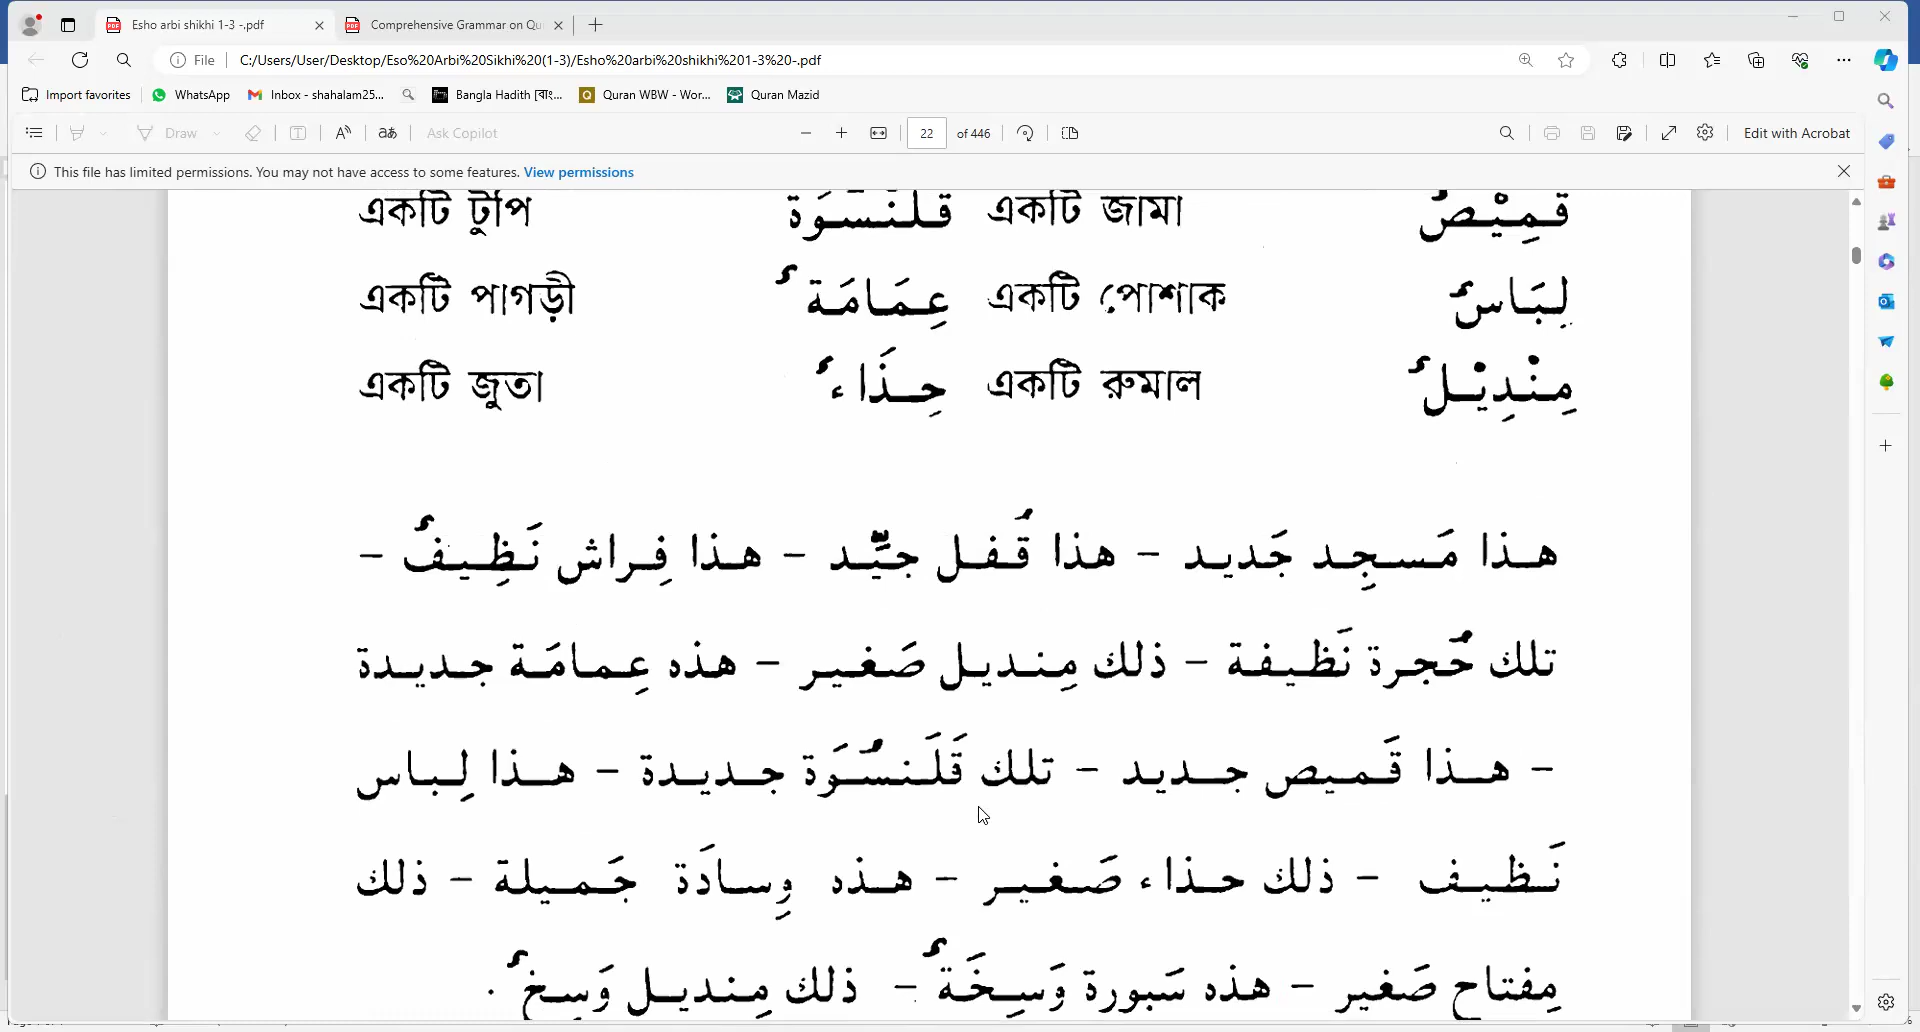 Esho arbi shikhi 1-3 -.pdf
Comprehensive Grammar on Qu
File
C:/Users/User/Desktop/Eso%20Arbi%20Sikhi%20(1-3)/Esho%20arbi%20shikhi%201-3%20-.pdf
Import favorites WhatsApp Inbox - shahalam25... Bangla Hadith [বাং... Quran WBW - Wor... Quran Mazid
Draw Ask Copilot 22 of 446 Edit with Acrobat
This file has limited permissions. You may not have access to some features. View permissions
قَمِيْصٌ একটি জামা قَلَنْسُوَة একটি টুপি
لِبَاسٌ একটি পোশাক عِمَامَةٌ একটি পাগড়ী
مِنْدِيْلٌ একটি রুমাল حِذَاءٌ একটি জুতা
هذا مَسجِد جَديد – هذا قُفل جيِّد – هذا فِراش نَظِيفٌ –
تلك حُجرة نَظيفة – ذلك مِنديل صَغير – هذه عِمامَة جديدة
– هذا قَميص جديد – تلك قَلَنسُوَة جديدة – هذا لِباس
نَظيف – ذلك حذاء صَغير – هذه وِسادَة جَميلة – ذلك
مِفتاح صَغير – هذه سَبورة وَسِخَةٌ – ذلك مِنديل وَسِخٌ .